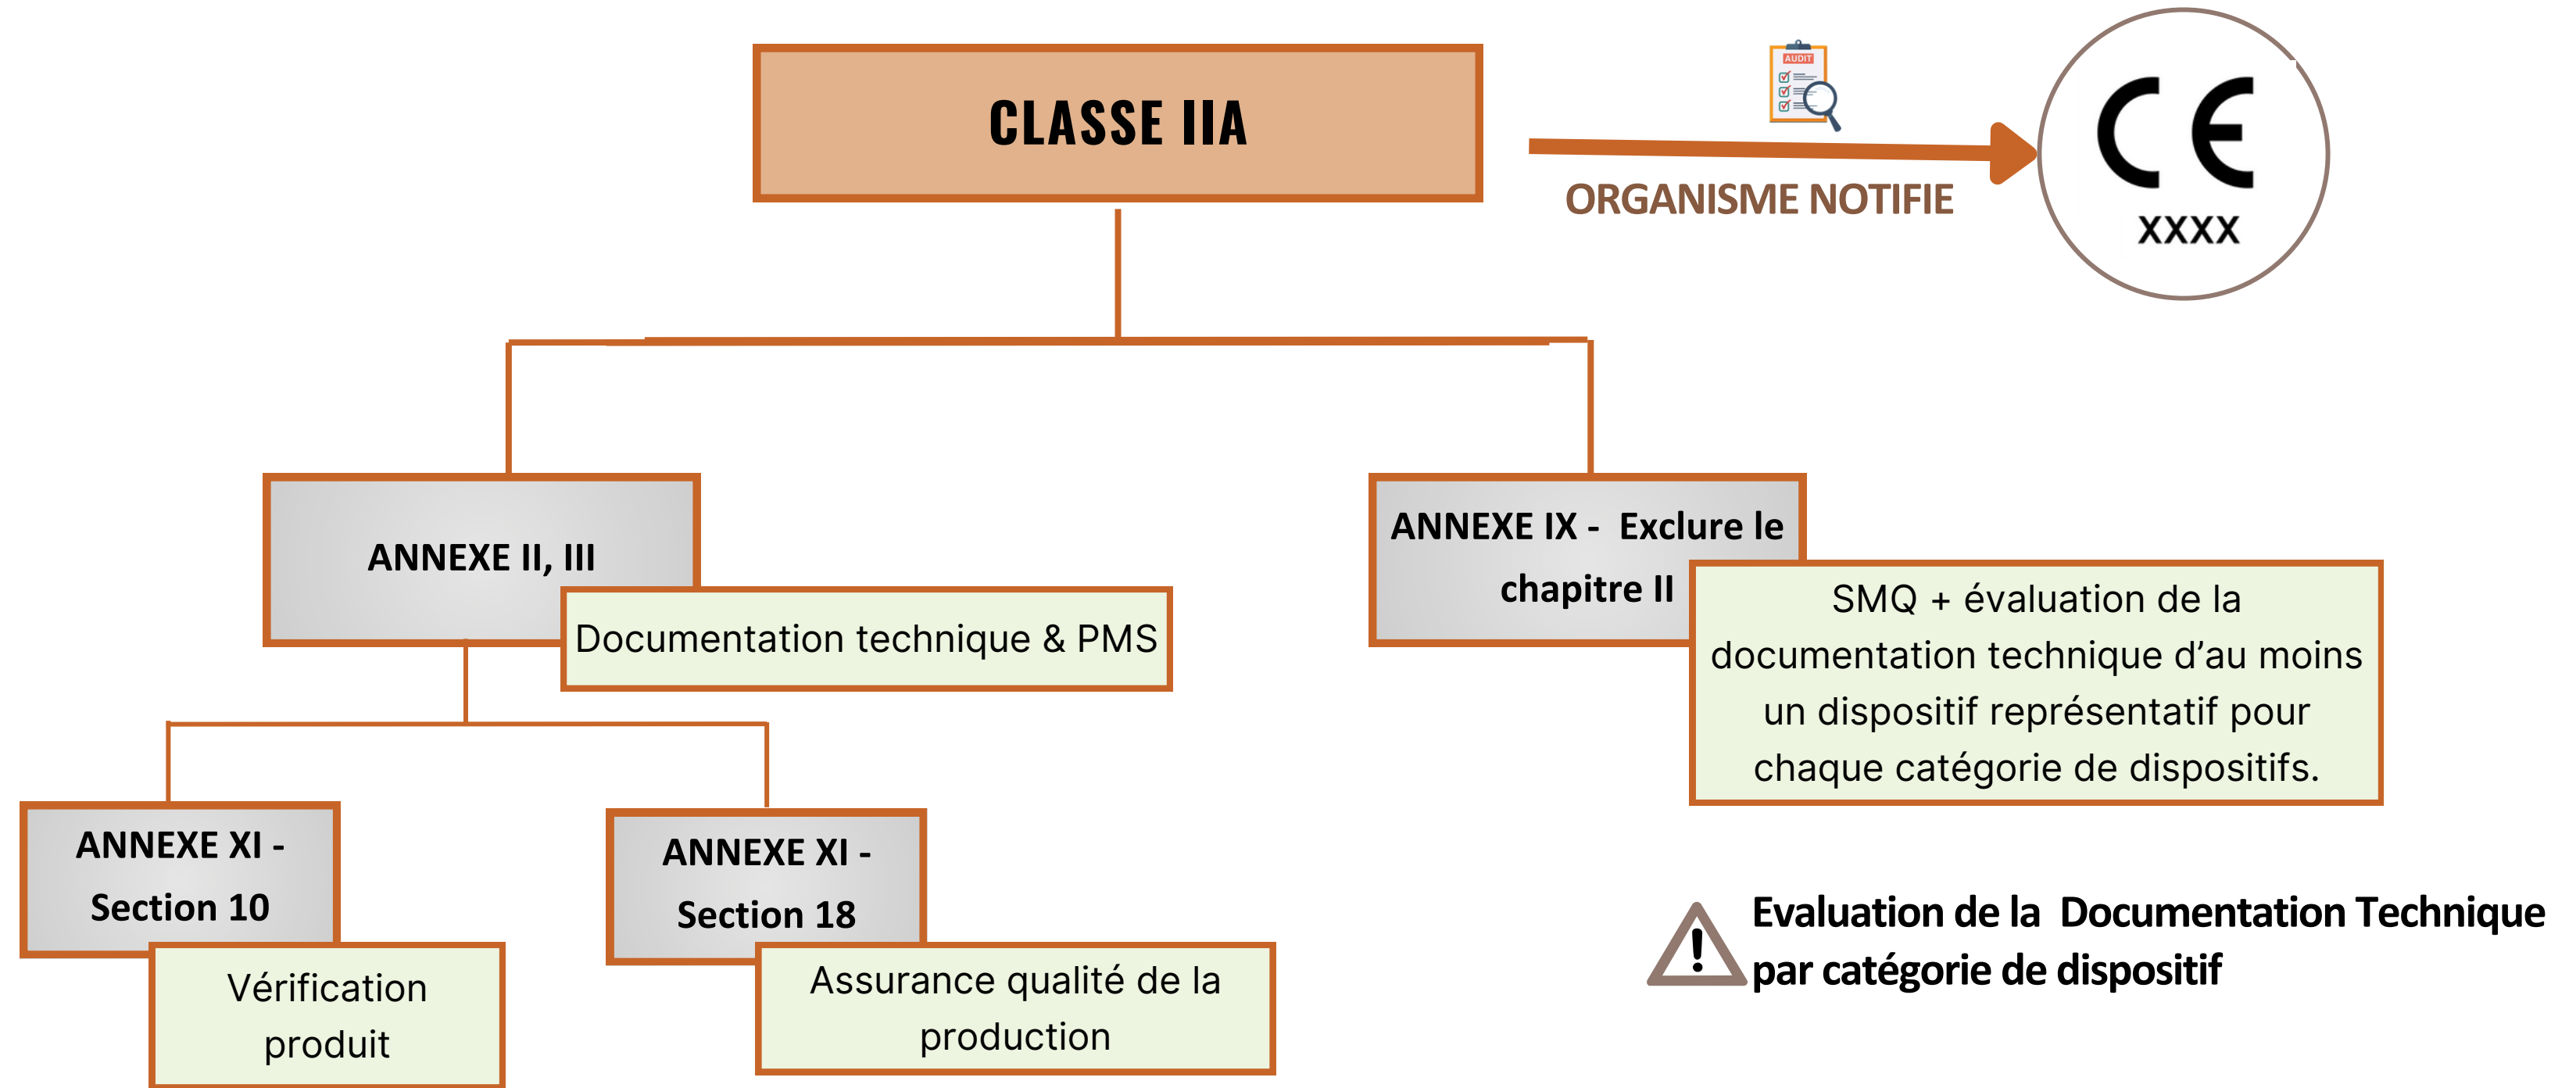 AUDIT
CLASSE IIA
CE
XXXX
ORGANISME NOTIFIE
ANNEXE II, III
Documentation technique & PMS
ANNEXE IX - Exclure le
chapitre II
SMQ + évaluation de la
documentation technique d’au moins
un dispositif représentatif pour
chaque catégorie de dispositifs.
ANNEXE XI -
Section 10
Vérification
produit
ANNEXE XI -
Section 18
Assurance qualité de la
production
Evaluation de la Documentation Technique
par catégorie de dispositif